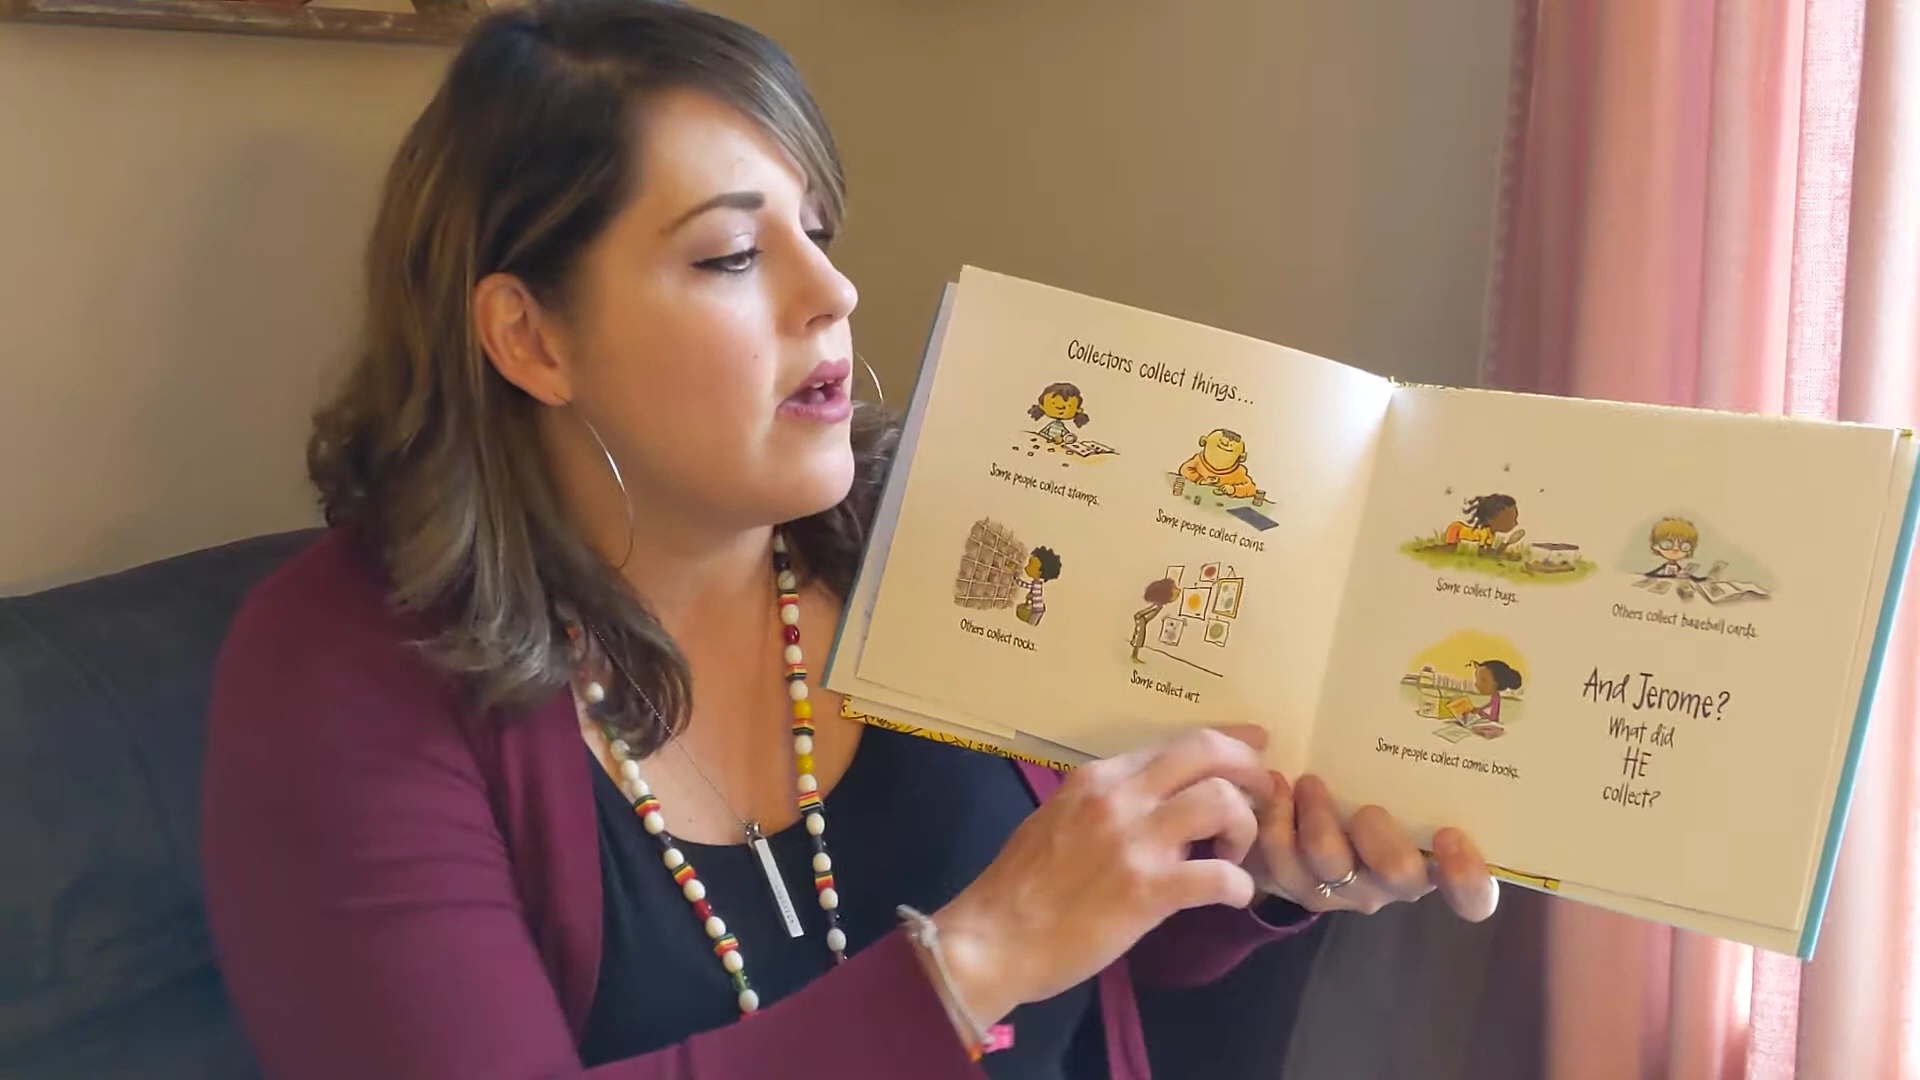 Collectors collect things...
Some people collect stamps.
Some people collect coins.
Others collect rocks.
Some collect art.
Some collect bugs.
Others collect baseball cards.
Some people collect comic books.
And Jerome?
What did
HE
collect?